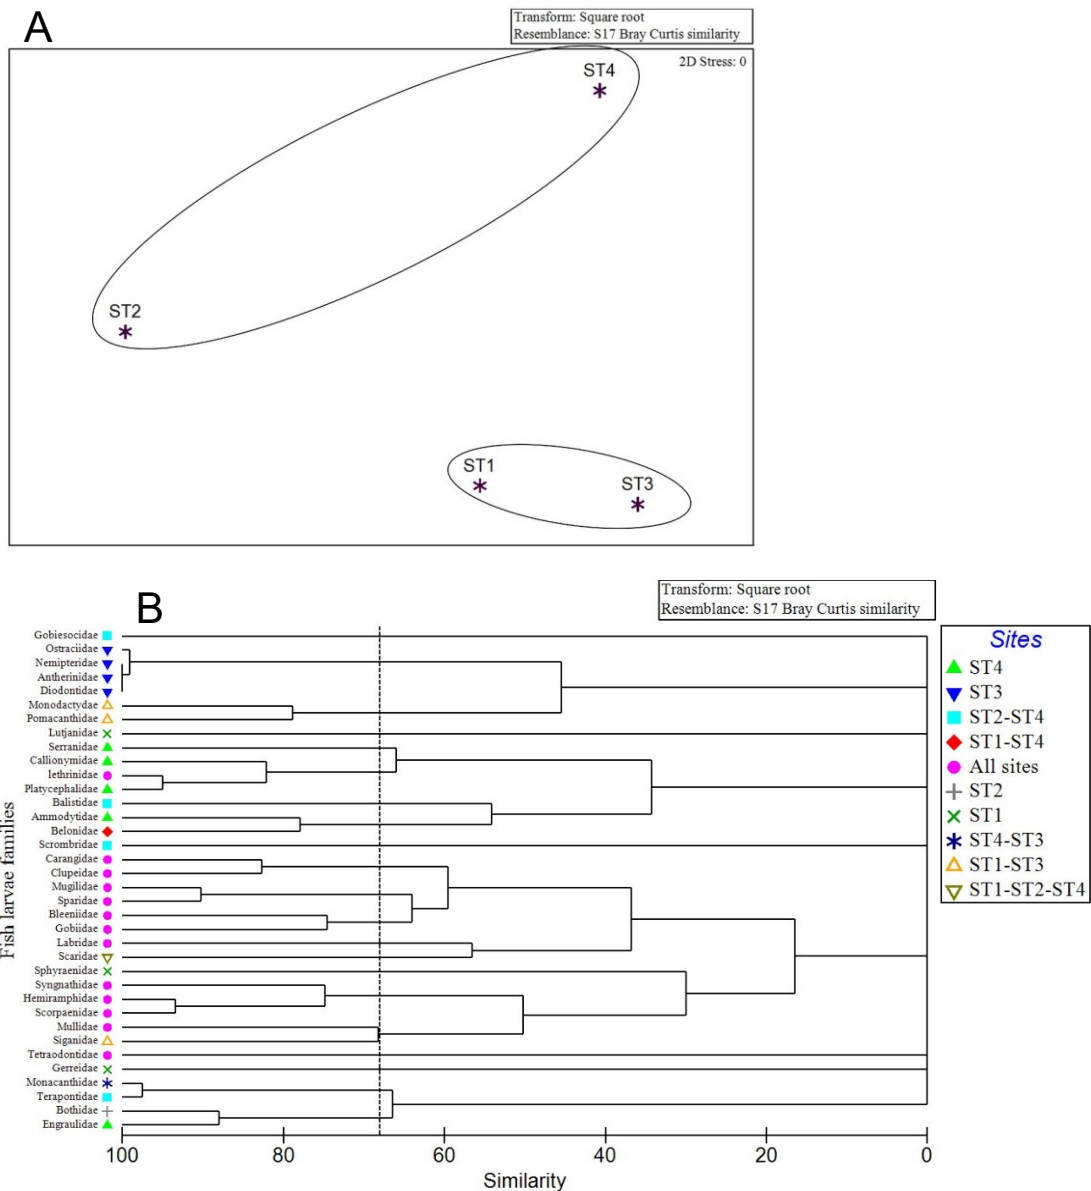 A
Transform: Square root
Resemblance: S17 Bray Curtis similarity
2D Stress: 0
ST4
ST2
ST1
ST3
B
Transform: Square root
Resemblance: S17 Bray Curtis similarity
Fish larvae families
Gobiesocidae
Ostraciidae
Nemipteridae
Antherinidae
Diodontidae
Monodactydae
Pomacanthidae
Lutjanidae
Serranidae
Callionymidae
lethrinidae
Platycephalidae
Balistidae
Ammodytidae
Belonidae
Scrombridae
Carangidae
Clupeidae
Mugilidae
Sparidae
Bleeniidae
Gobiidae
Labridae
Scaridae
Sphyraenidae
Syngnathidae
Hemiramphidae
Scorpaenidae
Mullidae
Siganidae
Tetraodontidae
Gerreidae
Monacanthidae
Terapontidae
Bothidae
Engraulidae
100 80 60 40 20 0
Similarity
Sites
ST4
ST3
ST2-ST4
ST1-ST4
All sites
ST2
ST1
ST4-ST3
ST1-ST3
ST1-ST2-ST4